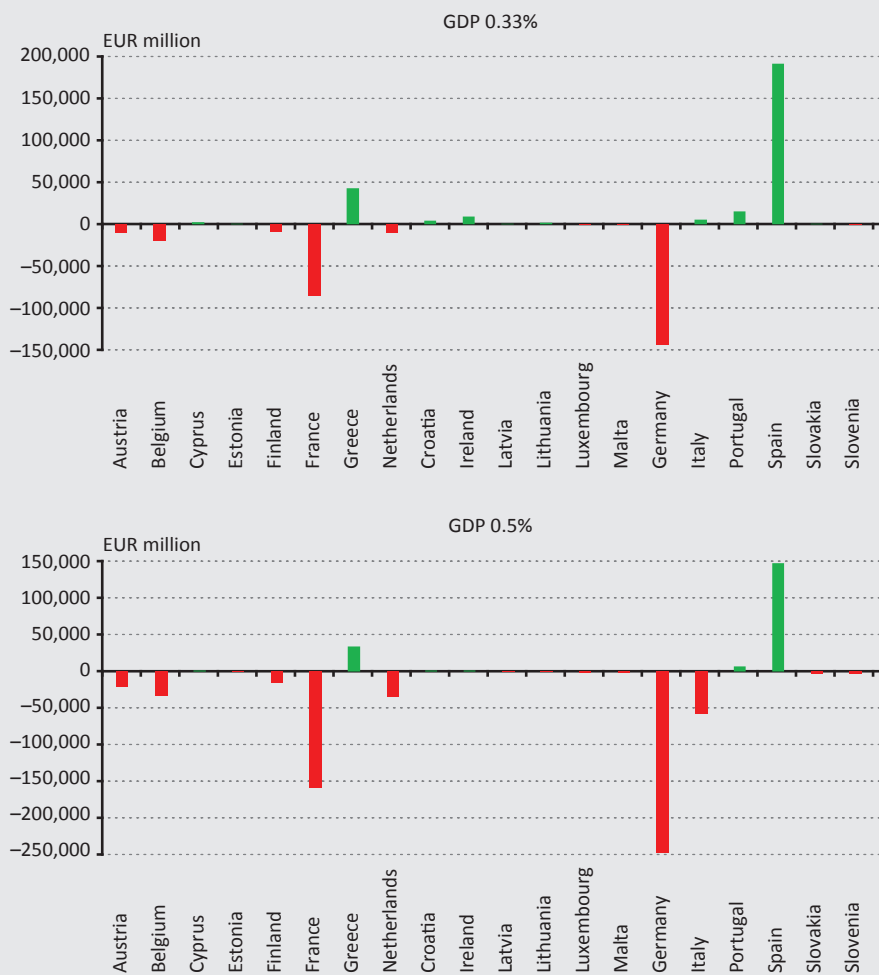 GDP 0.33%
EUR million
200,000
150,000
100,000
50,000
0
−50,000
−100,000
−150,000
Austria
Belgium
Cyprus
Estonia
Finland
France
Greece
Netherlands
Croatia
Ireland
Latvia
Lithuania
Luxembourg
Malta
Germany
Italy
Portugal
Spain
Slovakia
Slovenia
GDP 0.5%
EUR million
150,000
100,000
50,000
0
−50,000
−100,000
−150,000
−200,000
−250,000
Austria
Belgium
Cyprus
Estonia
Finland
France
Greece
Netherlands
Croatia
Ireland
Latvia
Lithuania
Luxembourg
Malta
Germany
Italy
Portugal
Spain
Slovakia
Slovenia